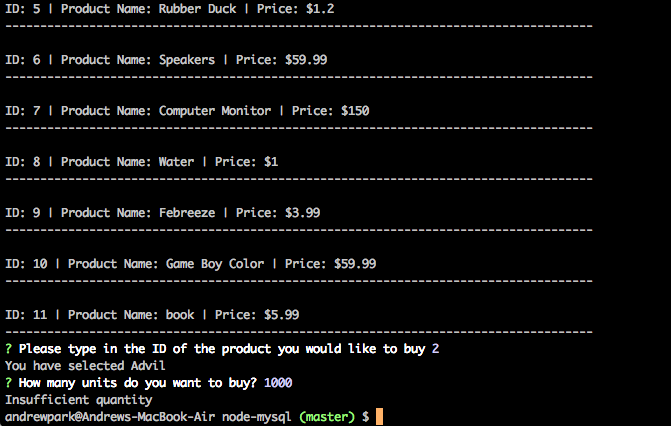 ID: 5 | Product Name: Rubber Duck | Price: $1.2
------------------------------------------------------------------------------------
ID: 6 | Product Name: Speakers | Price: $59.99
------------------------------------------------------------------------------------
ID: 7 | Product Name: Computer Monitor | Price: $150
------------------------------------------------------------------------------------
ID: 8 | Product Name: Water | Price: $1
------------------------------------------------------------------------------------
ID: 9 | Product Name: Febreeze | Price: $3.99
------------------------------------------------------------------------------------
ID: 10 | Product Name: Game Boy Color | Price: $59.99
------------------------------------------------------------------------------------
ID: 11 | Product Name: book | Price: $5.99
------------------------------------------------------------------------------------
? Please type in the ID of the product you would like to buy 2
You have selected Advil
? How many units do you want to buy? 1000
Insufficient quantity
andrewpark@Andrews-MacBook-Air node-mysql (master) $